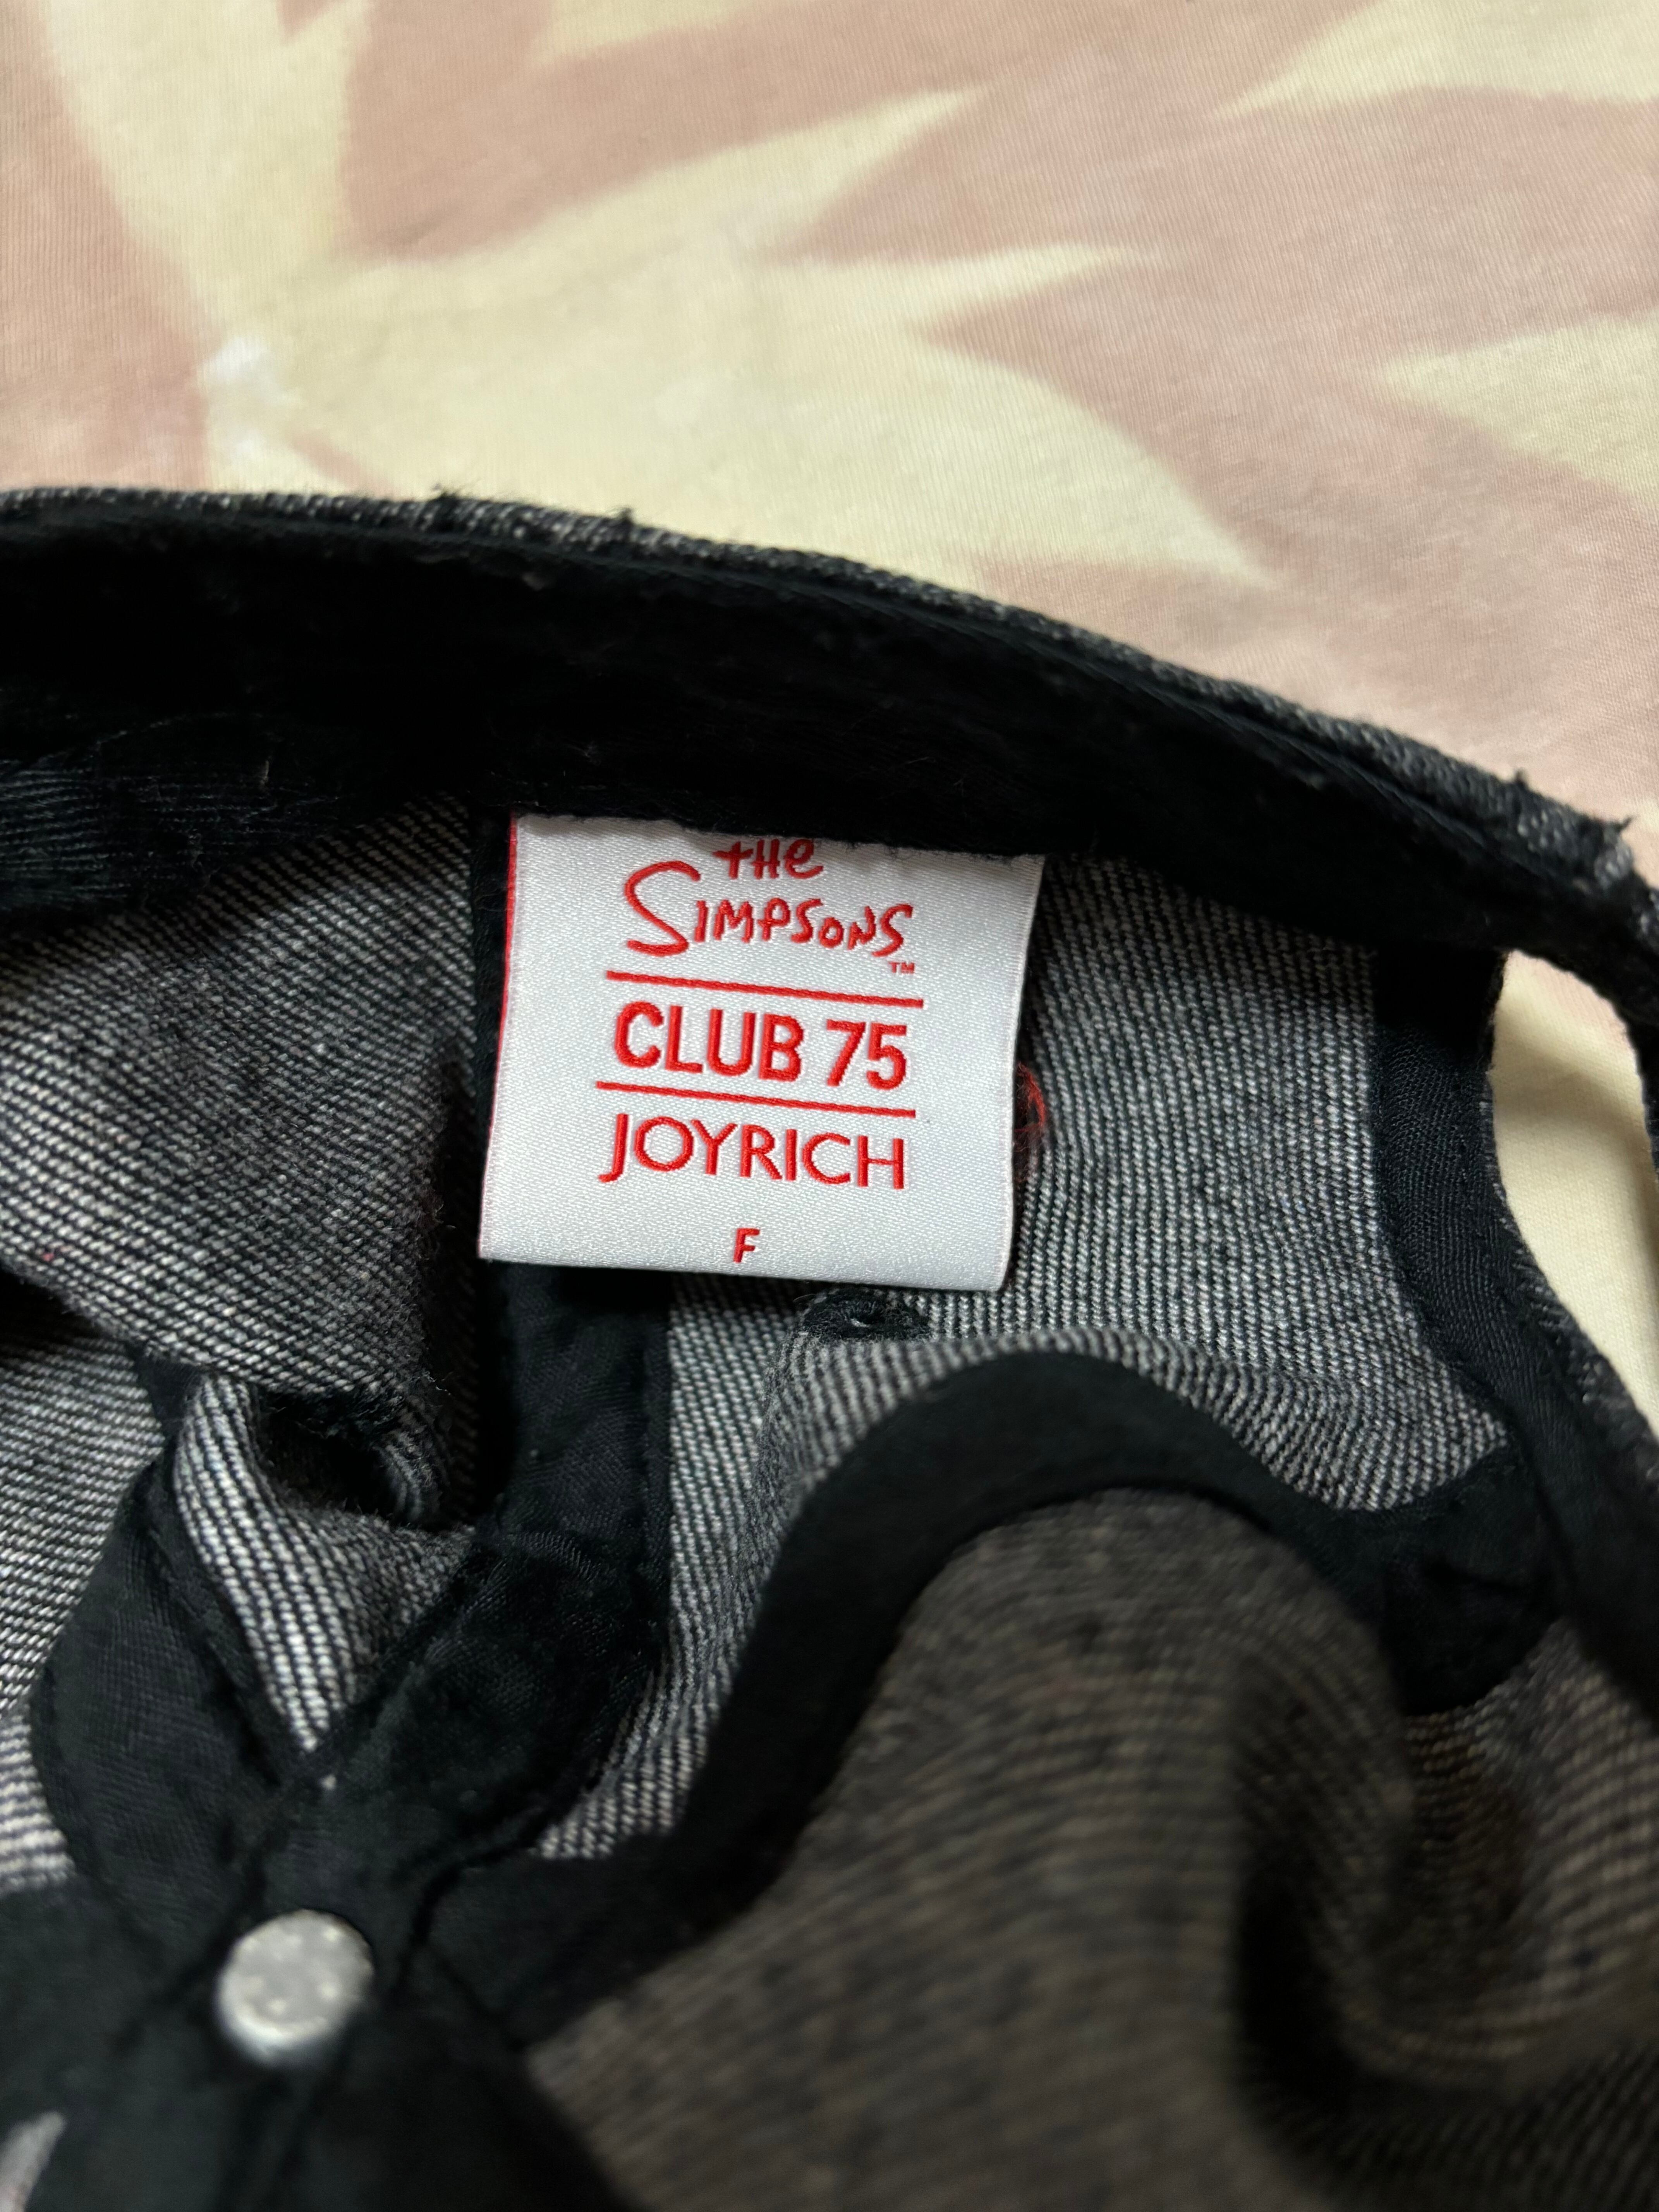 THe
SIMPSONS
™
CLUB 75
JOYRICH
F